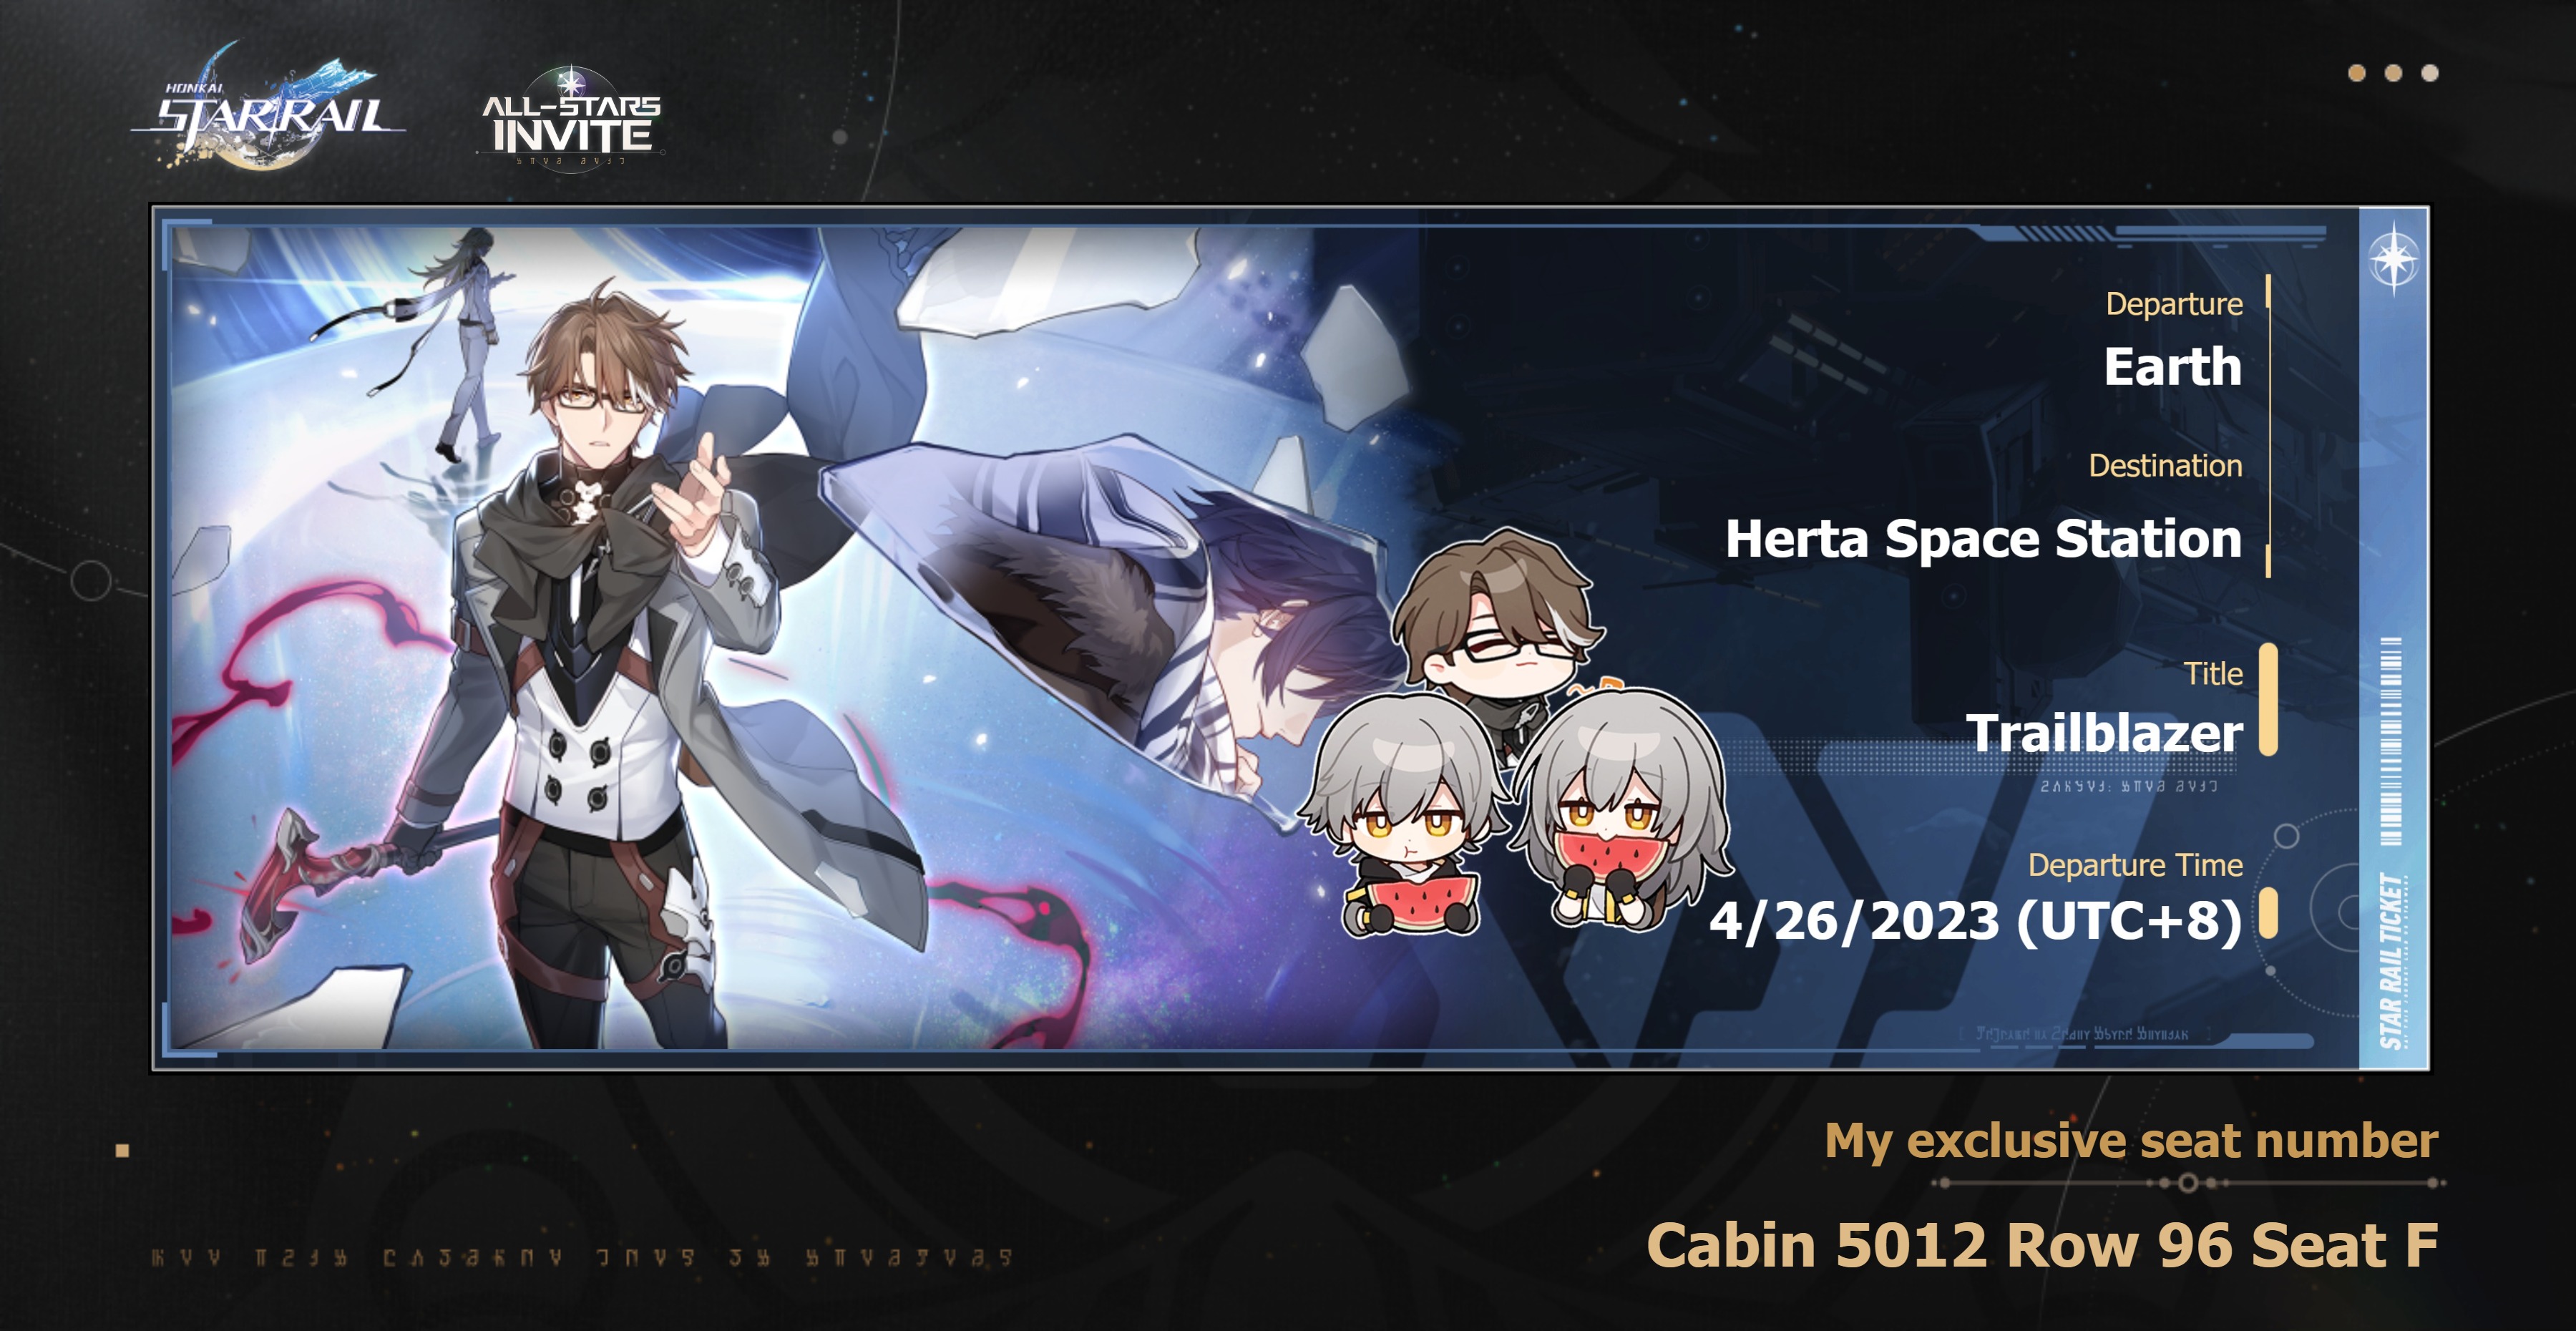 HONKAI
STAR RAIL
ALL-STARS
INVITE
Departure
Earth
Destination
Herta Space Station
Title
Trailblazer
Departure Time
4/26/2023 (UTC+8)
STAR RAIL TICKET
My exclusive seat number
Cabin 5012 Row 96 Seat F